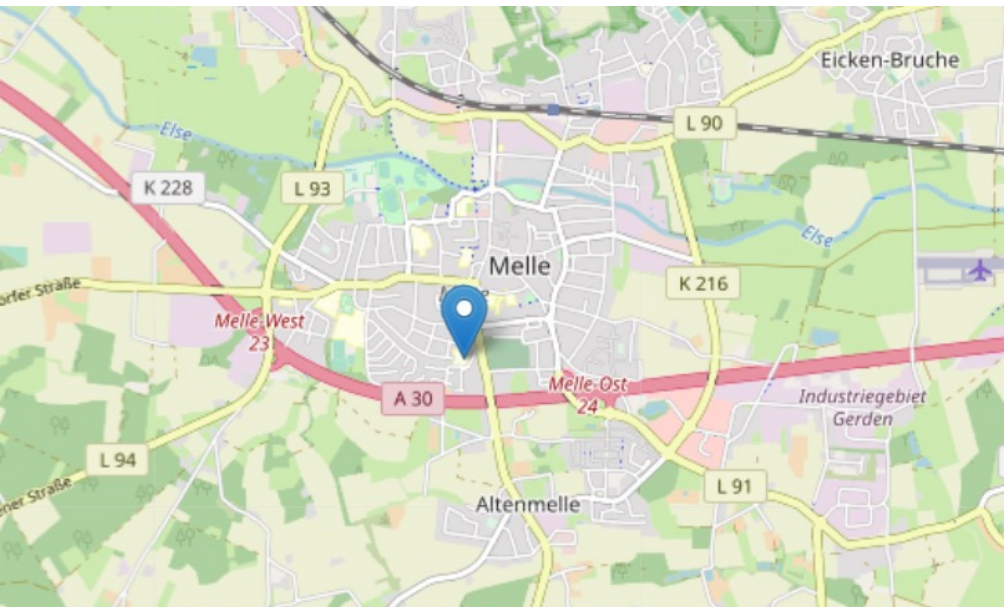 Eicken-Bruche
L 90
Else
K 228
L 93
Else
Melle
K 216
orfer Straße
Melle-West
23
Melle-Ost
24
A 30
Industriegebiet
Gerden
L 94
L 91
ener Straße
Altenmelle